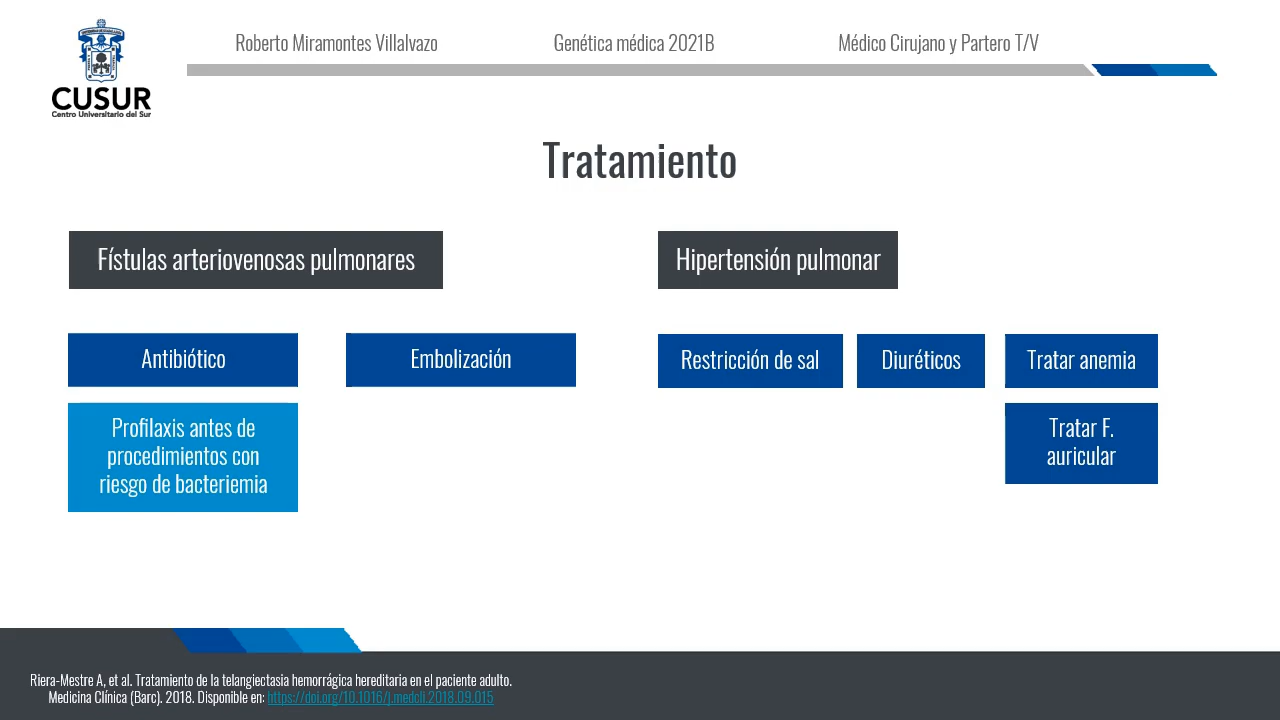 Roberto Miramontes Villalvazo
Genética médica 2021B
Médico Cirujano y Partero T/V
CUSUR
Centro Universitario del Sur
Tratamiento
Fístulas arteriovenosas pulmonares
Antibiótico
Embolización
Profilaxis antes de
procedimientos con
riesgo de bacteriemia
Hipertensión pulmonar
Restricción de sal
Diuréticos
Tratar anemia
Tratar F.
auricular
Riera-Mestre A, et al. Tratamiento de la telangiectasia hemorrágica hereditaria en el paciente adulto.
Medicina Clínica (Barc). 2018. Disponible en: https://doi.org/10.1016/j.medcli.2018.09.015